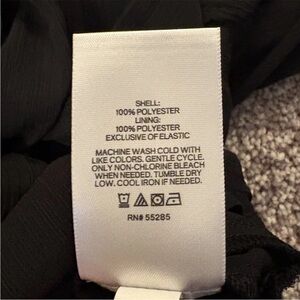 SHELL:
100% POLYESTER
LINING:
100% POLYESTER
EXCLUSIVE OF ELASTIC
MACHINE WASH COLD WITH
LIKE COLORS. GENTLE CYCLE.
ONLY NON-CHLORINE BLEACH
WHEN NEEDED. TUMBLE DRY
LOW. COOL IRON IF NEEDED.
RN# 55285